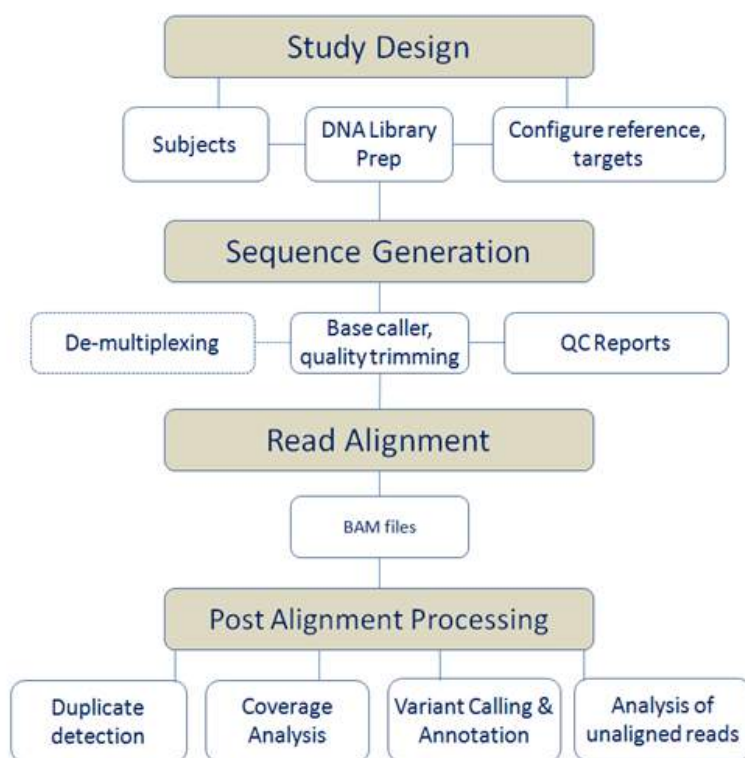 Study Design
Subjects
DNA Library
Prep
Configure reference,
targets
Sequence Generation
De-multiplexing
Base caller,
quality trimming
QC Reports
Read Alignment
BAM files
Post Alignment Processing
Duplicate
detection
Coverage
Analysis
Variant Calling &
Annotation
Analysis of
unaligned reads